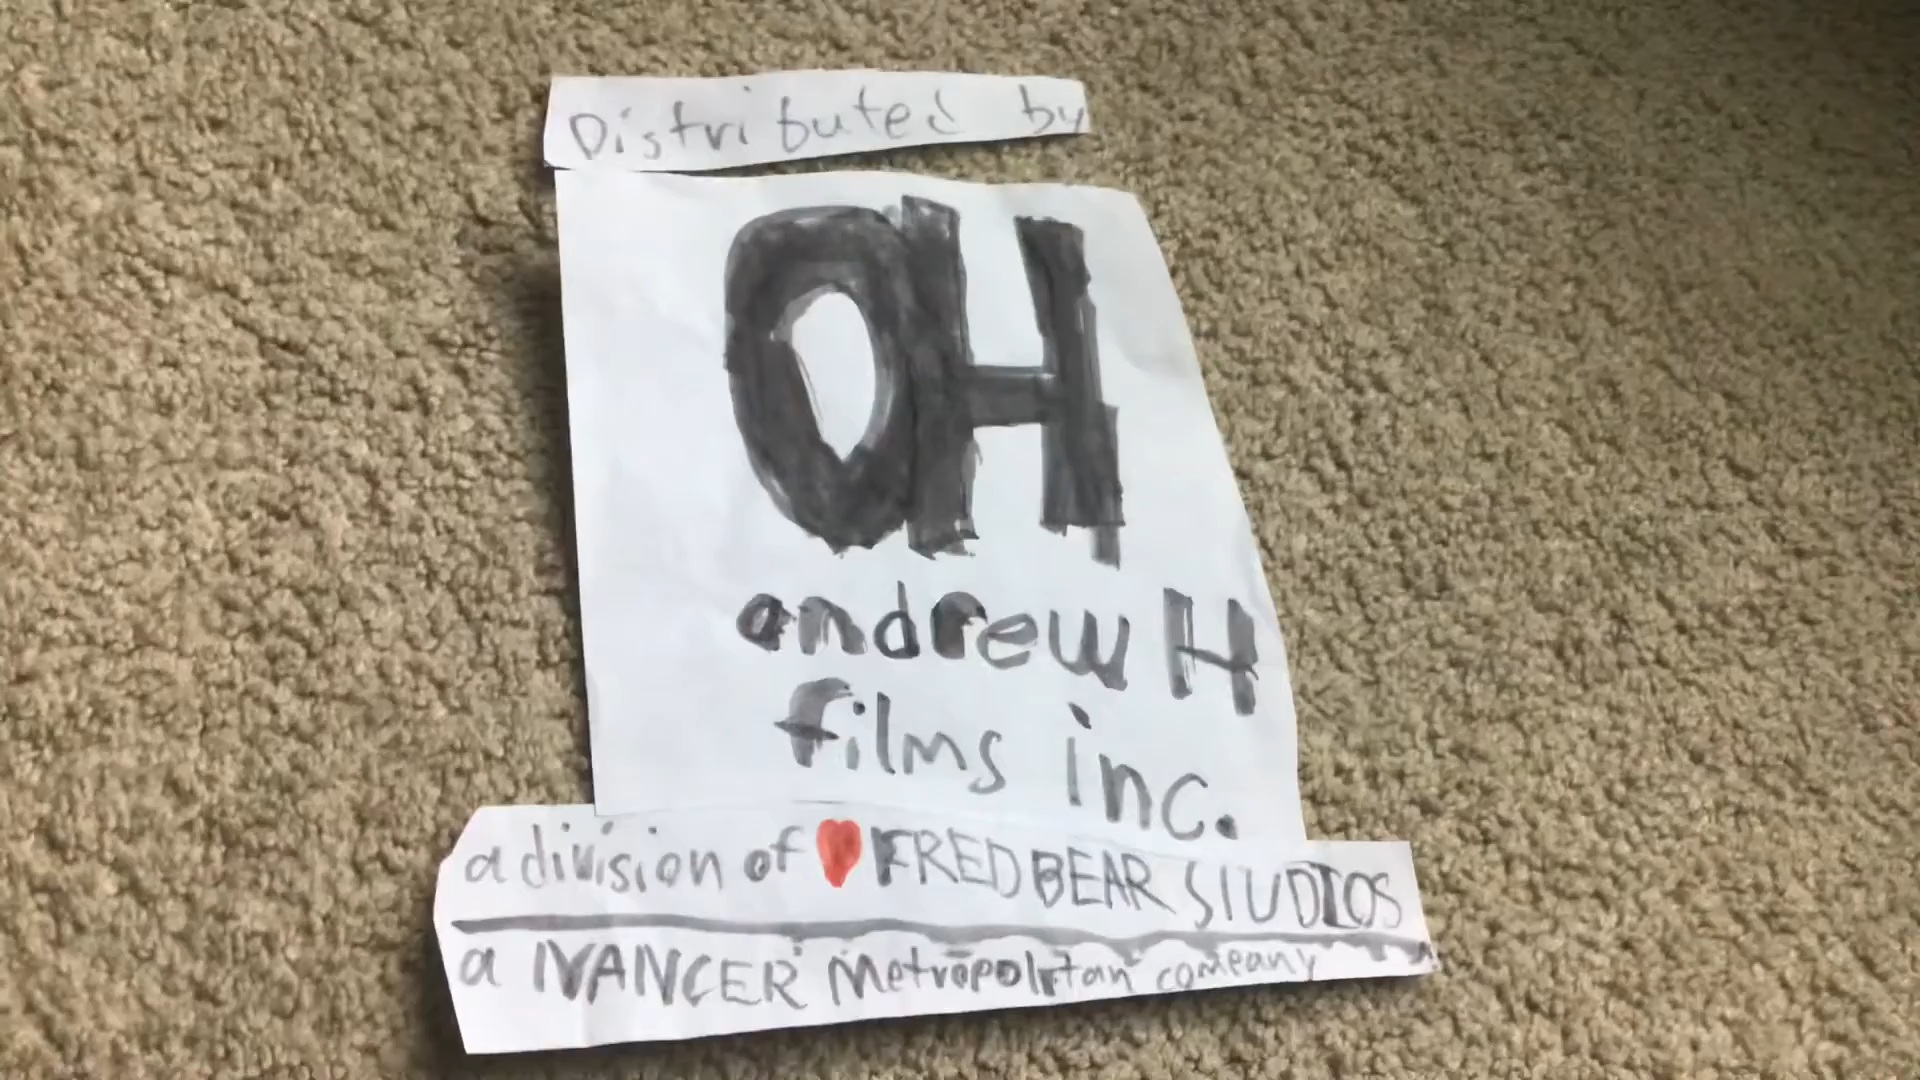 Distributed by
OH
andrew H
films inc.
a division of ♥ FRED BEAR STUDIOS
a IVANCER Metropolitan company